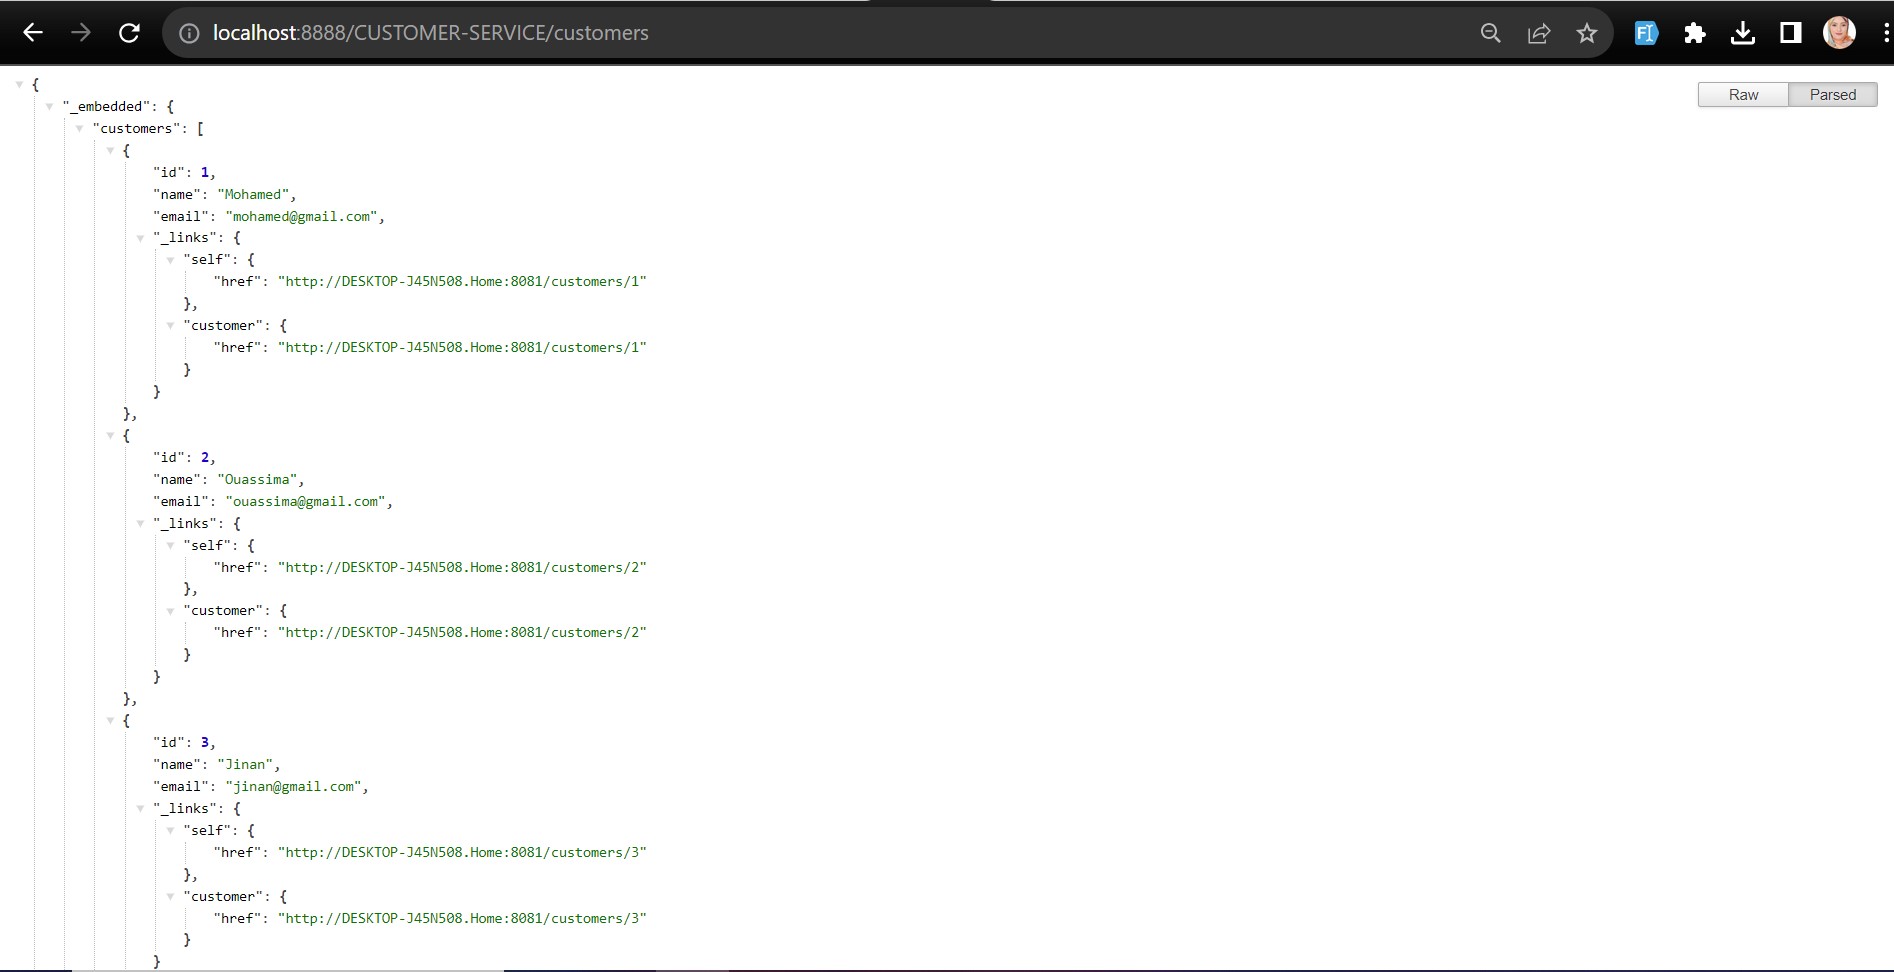 localhost:8888/CUSTOMER-SERVICE/customers
FI
Raw Parsed
{
"_embedded": {
"customers": [
{
"id": 1,
"name": "Mohamed",
"email": "mohamed@gmail.com",
"_links": {
"self": {
"href": "http://DESKTOP-J45N508.Home:8081/customers/1"
},
"customer": {
"href": "http://DESKTOP-J45N508.Home:8081/customers/1"
}
}
},
{
"id": 2,
"name": "Ouassima",
"email": "ouassima@gmail.com",
"_links": {
"self": {
"href": "http://DESKTOP-J45N508.Home:8081/customers/2"
},
"customer": {
"href": "http://DESKTOP-J45N508.Home:8081/customers/2"
}
}
},
{
"id": 3,
"name": "Jinan",
"email": "jinan@gmail.com",
"_links": {
"self": {
"href": "http://DESKTOP-J45N508.Home:8081/customers/3"
},
"customer": {
"href": "http://DESKTOP-J45N508.Home:8081/customers/3"
}
}